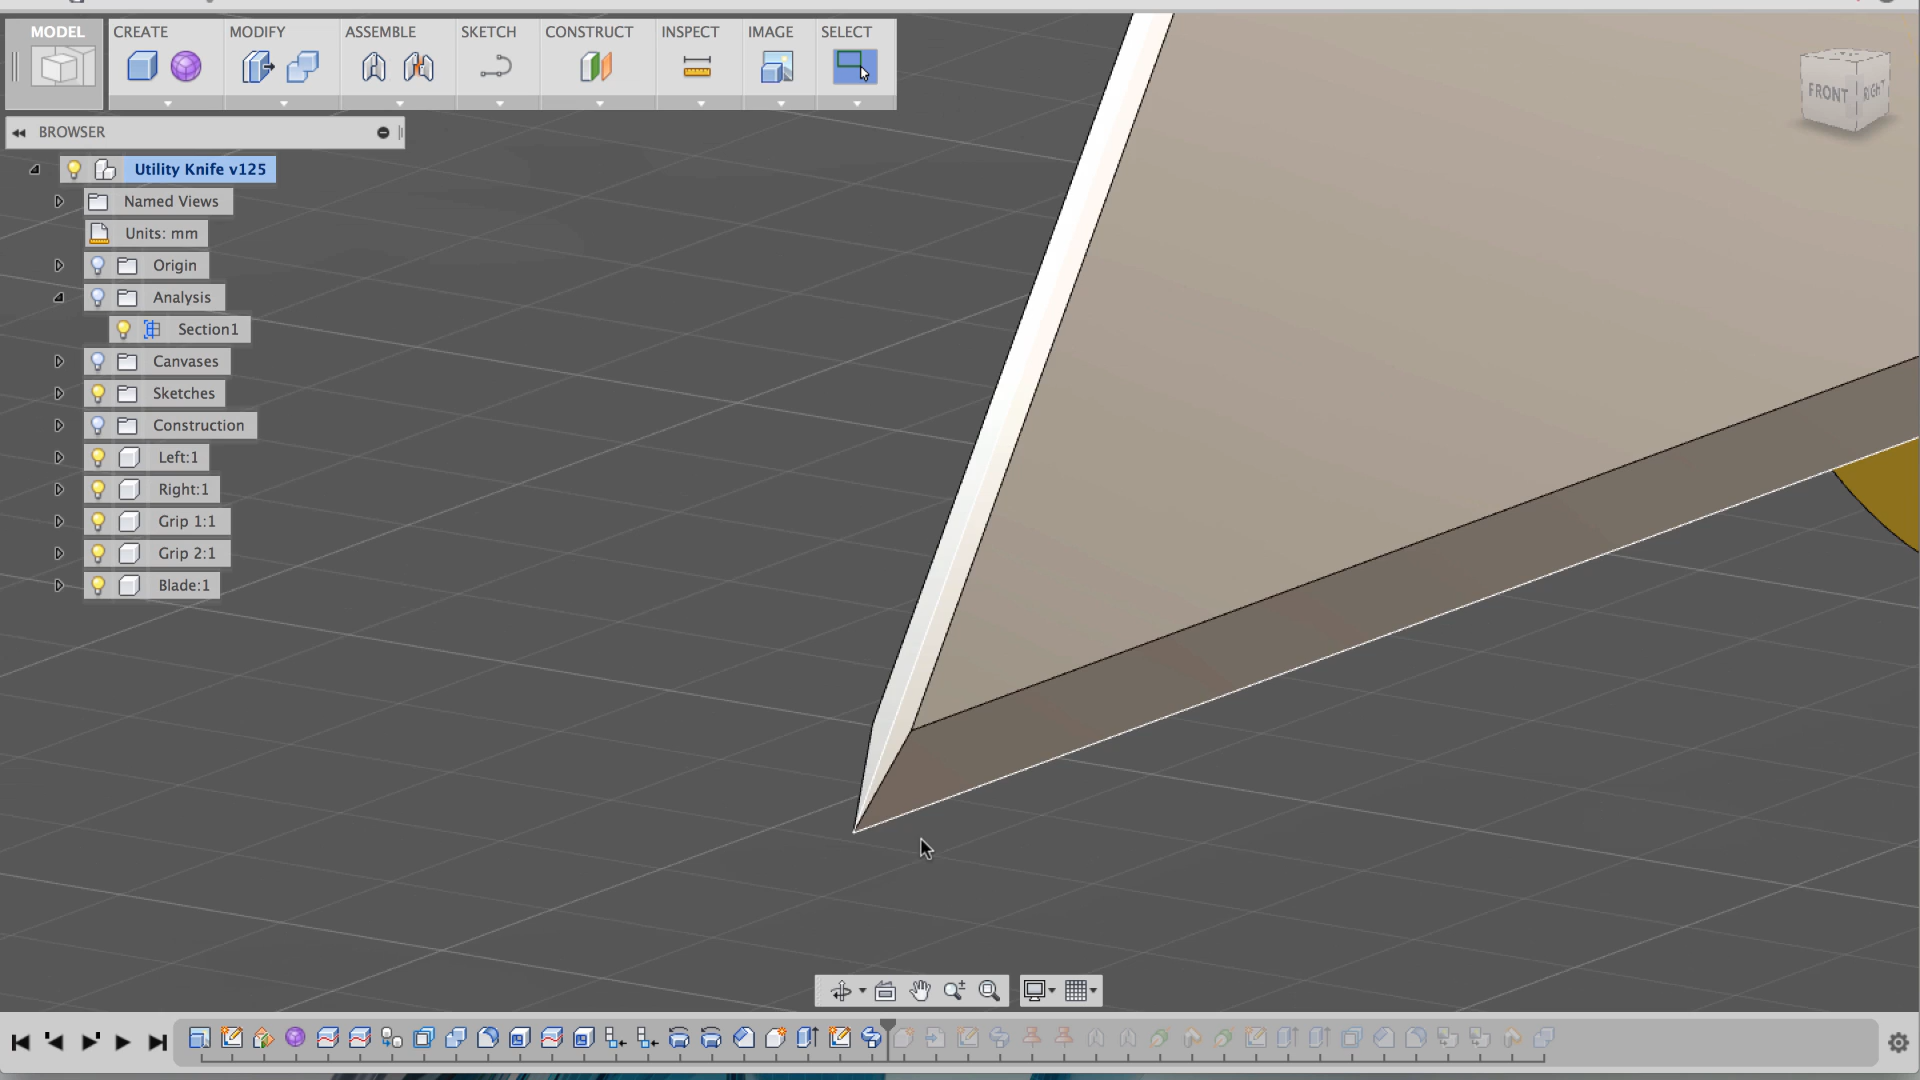 MODEL CREATE MODIFY ASSEMBLE SKETCH CONSTRUCT INSPECT IMAGE SELECT
FRONT RIGHT
BROWSER
Utility Knife v125
Named Views
Units: mm
Origin
Analysis
Section1
Canvases
Sketches
Construction
Left:1
Right:1
Grip 1:1
Grip 2:1
Blade:1